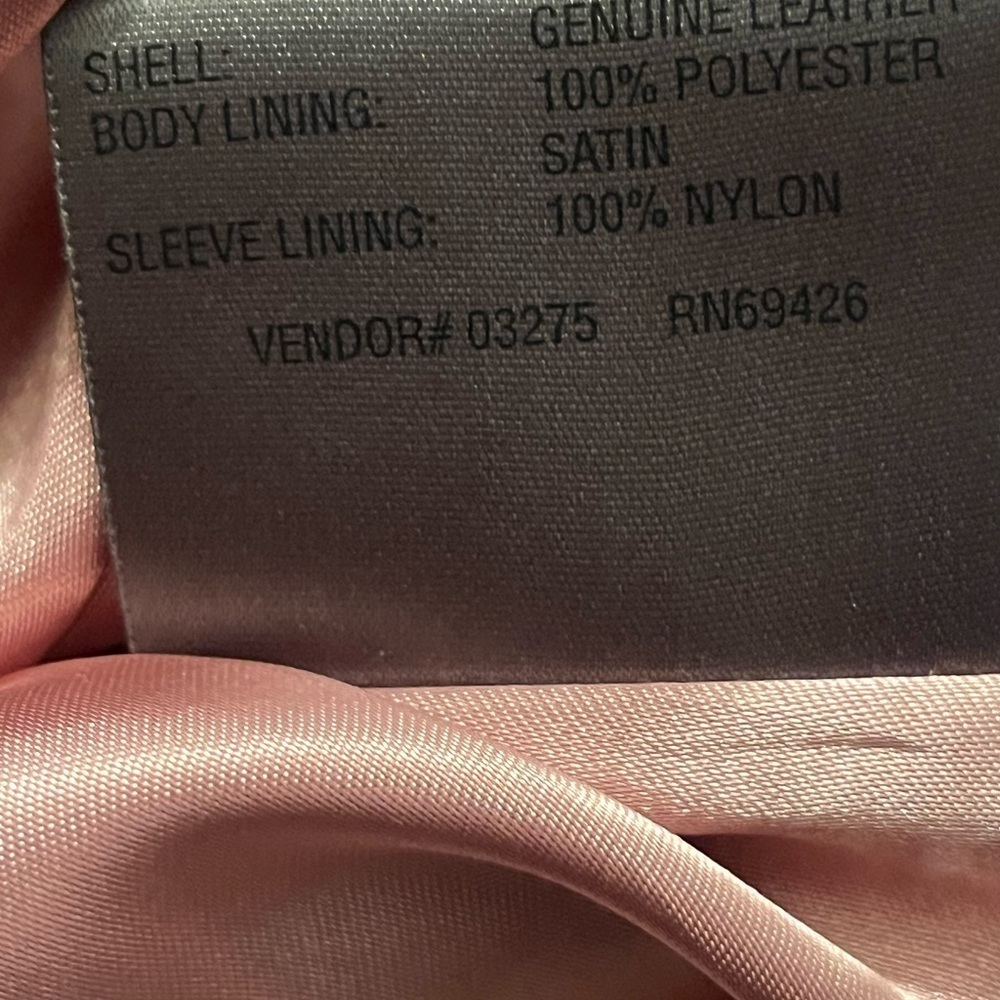 SHELL: GENUINE LEATHER
BODY LINING: 100% POLYESTER
SATIN
SLEEVE LINING: 100% NYLON
VENDOR# 03275 RN69426